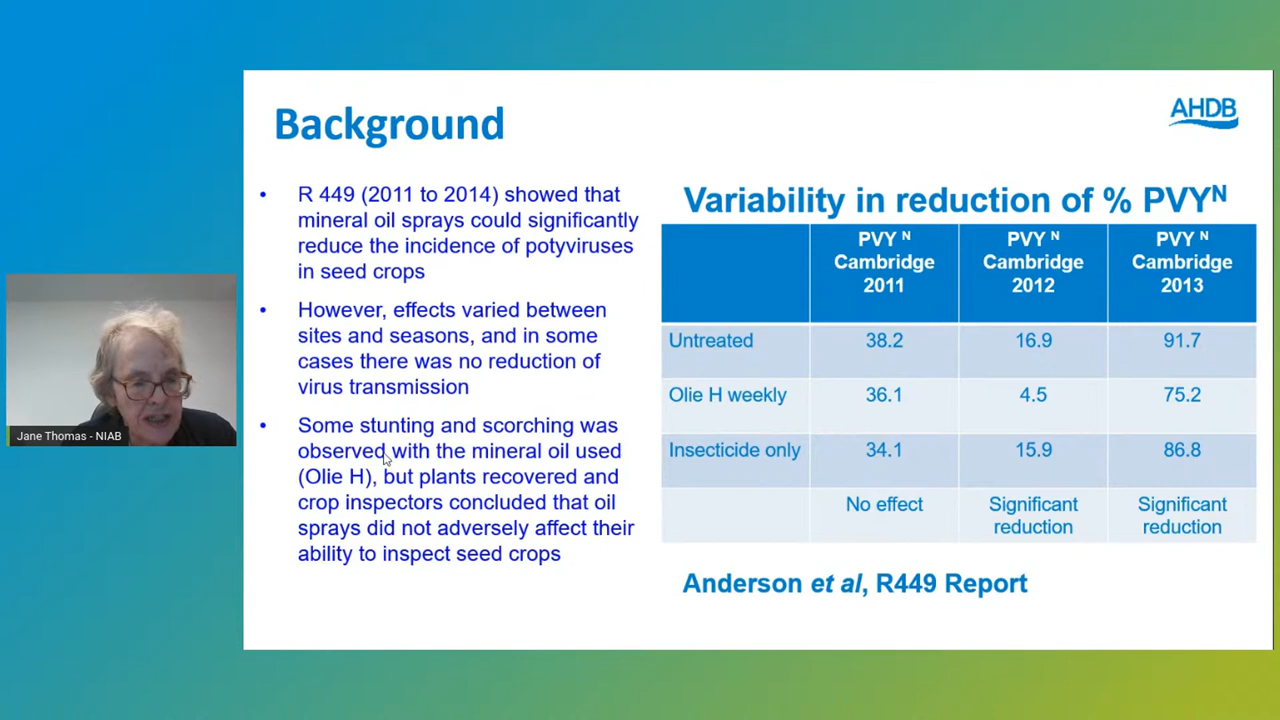 AHDB
Background
• R 449 (2011 to 2014) showed that
mineral oil sprays could significantly
reduce the incidence of polyviruses
in seed crops
• However, effects varied between
sites and seasons, and in some
cases there was no reduction of
virus transmission
• Some stunting and scorching was
observed with the mineral oil used
(Olie H), but plants recovered and
crop inspectors concluded that oil
sprays did not adversely affect their
ability to inspect seed crops
Variability in reduction of % PVYᴺ
PVY ᴺ Cambridge 2011
PVY ᴺ Cambridge 2012
PVY ᴺ Cambridge 2013
Untreated 38.2 16.9 91.7
Olie H weekly 36.1 4.5 75.2
Insecticide only 34.1 15.9 86.8
No effect
Significant reduction
Significant reduction
Anderson et al, R449 Report
Jane Thomas - NIAB